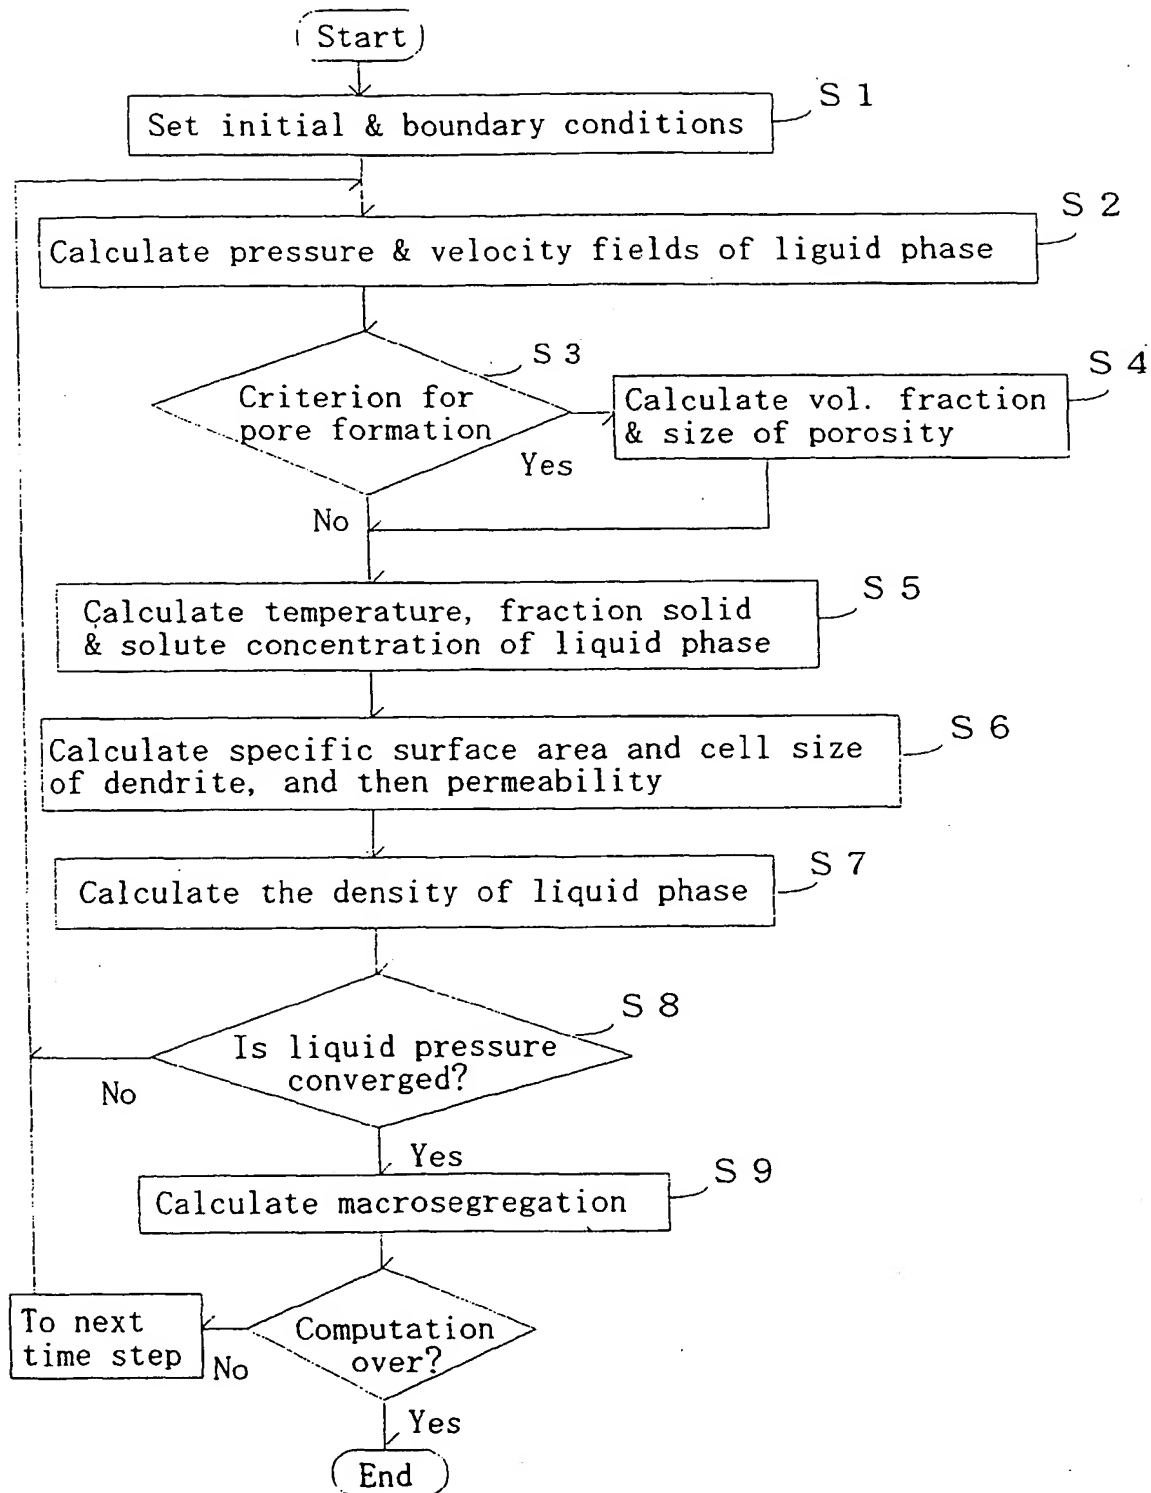 Start
S 1
Set initial & boundary conditions
S 2
Calculate pressure & velocity fields of liguid phase
S 3
Criterion for
pore formation
S 4
Calculate vol. fraction
& size of porosity
Yes
No
S 5
Calculate temperature, fraction solid
& solute concentration of liquid phase
S 6
Calculate specific surface area and cell size
of dendrite, and then permeability
S 7
Calculate the density of liquid phase
S 8
Is liquid pressure
converged?
No
Yes
S 9
Calculate macrosegregation
To next
time step
No
Computation
over?
Yes
End